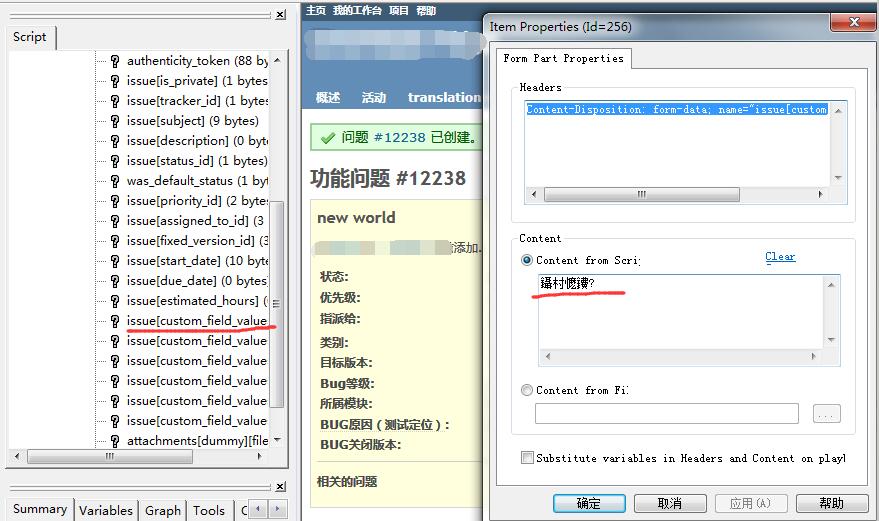 Script
authenticity_token (88 by
issue[is_private] (1 bytes)
issue[tracker_id] (1 bytes)
issue[subject] (9 bytes)
issue[description] (0 byte
issue[status_id] (1 bytes)
was_default_status (1 byt
issue[priority_id] (2 bytes
issue[assigned_to_id] (3
issue[fixed_version_id] (3
issue[start_date] (10 byte
issue[due_date] (0 bytes)
issue[estimated_hours] (
issue[custom_field_value
issue[custom_field_value
issue[custom_field_value
issue[custom_field_value
issue[custom_field_value
issue[custom_field_value
attachments[dummy][file
Summary Variables Graph Tools
主页 我的工作台 项目 帮助
概述 活动 translation
问题 #12238 已创建。
功能问题 #12238
new world
添加.
状态:
优先级:
指派给:
类别:
目标版本:
Bug等级:
所属模块:
BUG原因（测试定位）:
BUG关闭版本:
相关的问题
Item Properties (Id=256)
Form Part Properties
Headers
Content-Disposition: form-data; name="issue[custom
Content
Content from Scri:
Clear
Content from Fi:
...
Substitute variables in Headers and Content on playb
确定 取消 应用(A) 帮助